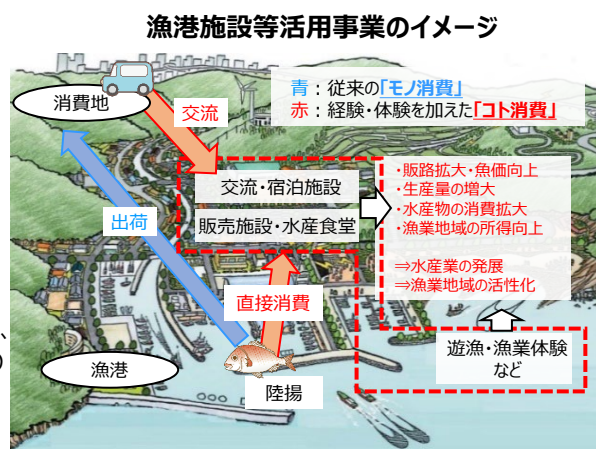 漁港施設等活用事業のイメージ
青：従来の「モノ消費」
赤：経験・体験を加えた「コト消費」
消費地
交流
交流・宿泊施設
販売施設・水産食堂
・販路拡大・魚価向上
・生産量の増大
・水産物の消費拡大
・漁業地域の所得向上
⇒水産業の発展
⇒漁業地域の活性化
出荷
直接消費
遊漁・漁業体験
など
漁港
陸揚
、
）